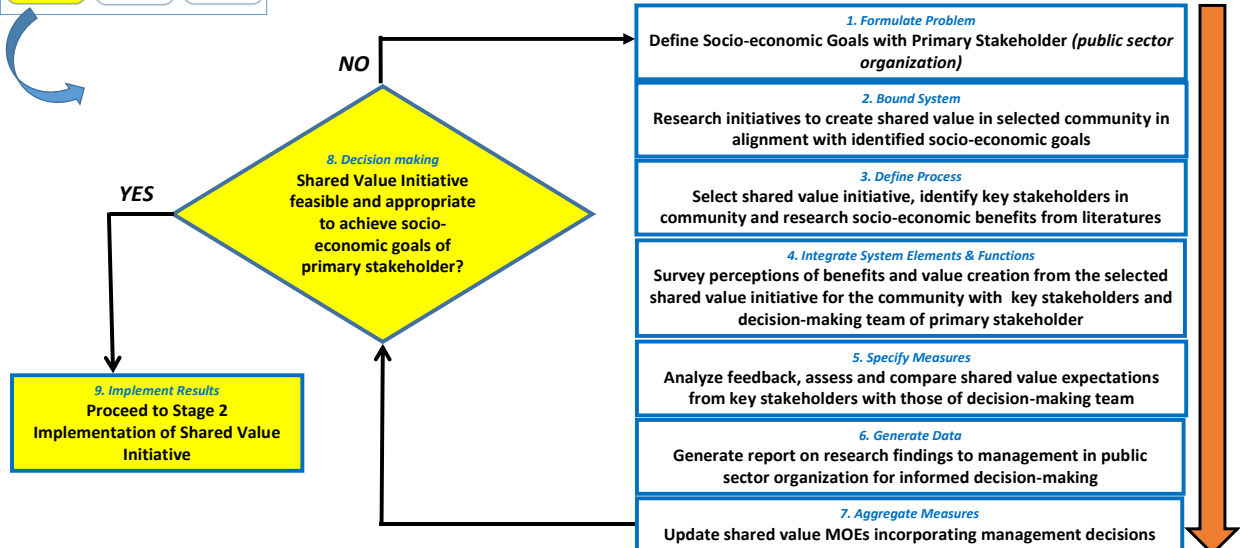 1. Formulate Problem
Define Socio-economic Goals with Primary Stakeholder (public sector
organization)
2. Bound System
Research initiatives to create shared value in selected community in
alignment with identified socio-economic goals
3. Define Process
Select shared value initiative, identify key stakeholders in
community and research socio-economic benefits from literatures
4. Integrate System Elements & Functions
Survey perceptions of benefits and value creation from the selected
shared value initiative for the community with key stakeholders and
decision-making team of primary stakeholder
5. Specify Measures
Analyze feedback, assess and compare shared value expectations
from key stakeholders with those of decision-making team
6. Generate Data
Generate report on research findings to management in public
sector organization for informed decision-making
7. Aggregate Measures
Update shared value MOEs incorporating management decisions
NO
8. Decision making
Shared Value Initiative
feasible and appropriate
to achieve socio-
economic goals of
primary stakeholder?
YES
9. Implement Results
Proceed to Stage 2
Implementation of Shared Value
Initiative